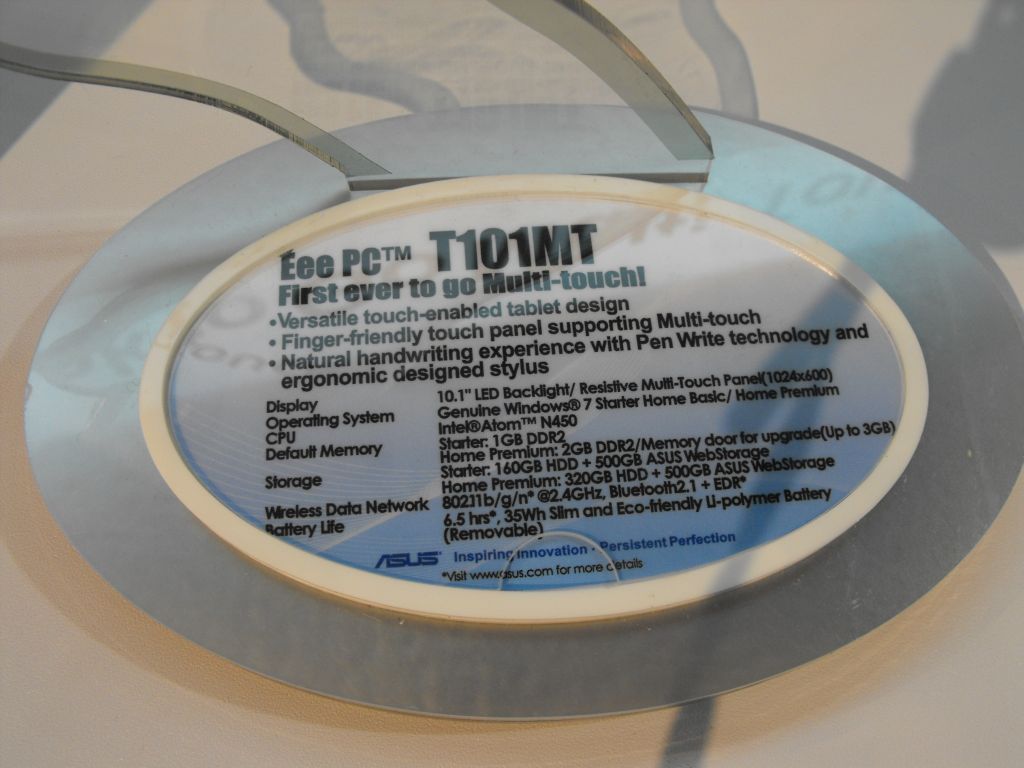 Eee PC™ T101MT
First ever to go Multi-touch!
• Versatile touch-enabled tablet design
• Finger-friendly touch panel supporting Multi-touch
• Natural handwriting experience with Pen Write technology and
ergonomic designed stylus
Display 10.1" LED Backlight/ Resistive Multi-Touch Panel(1024x600)
Operating System Genuine Windows® 7 Starter Home Basic/ Home Premium
CPU Intel®Atom™ N450
Default Memory Starter: 1GB DDR2
Home Premium: 2GB DDR2/Memory door for upgrade(Up to 3GB)
Storage Starter: 160GB HDD + 500GB ASUS WebStorage
Home Premium: 320GB HDD + 500GB ASUS WebStorage
Wireless Data Network 80211b/g/n* @2.4GHz, Bluetooth2.1 + EDR*
Battery Life 6.5 hrs*, 35Wh Slim and Eco-friendly Li-polymer Battery
(Removable)
ASUS Inspiring Innovation • Persistent Perfection
*Visit www.asus.com for more details